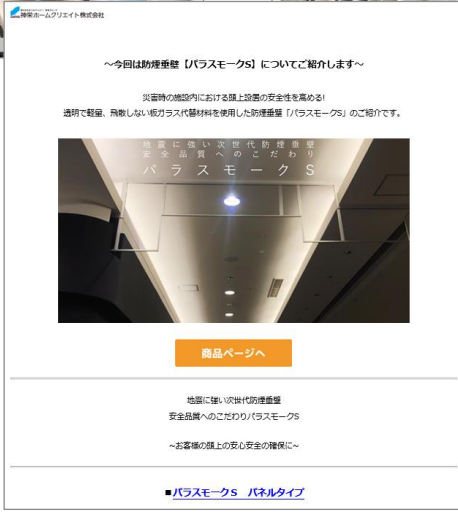 神栄ホームクリエイト株式会社
～今回は防煙垂壁【パラスモークS】についてご紹介します～
災害時の施設内における頭上設置の安全性を高める!
透明で軽量、飛散しない板ガラス代替材料を使用した防煙垂壁「パラスモークS」のご紹介です。
地震に強い次世代防煙垂壁
安全品質へのこだわり
パラスモークS
商品ページへ
地震に強い次世代防煙垂壁
安全品質へのこだわりパラスモークS
～お客様の頭上の安心安全の確保に～
■パラスモークS パネルタイプ